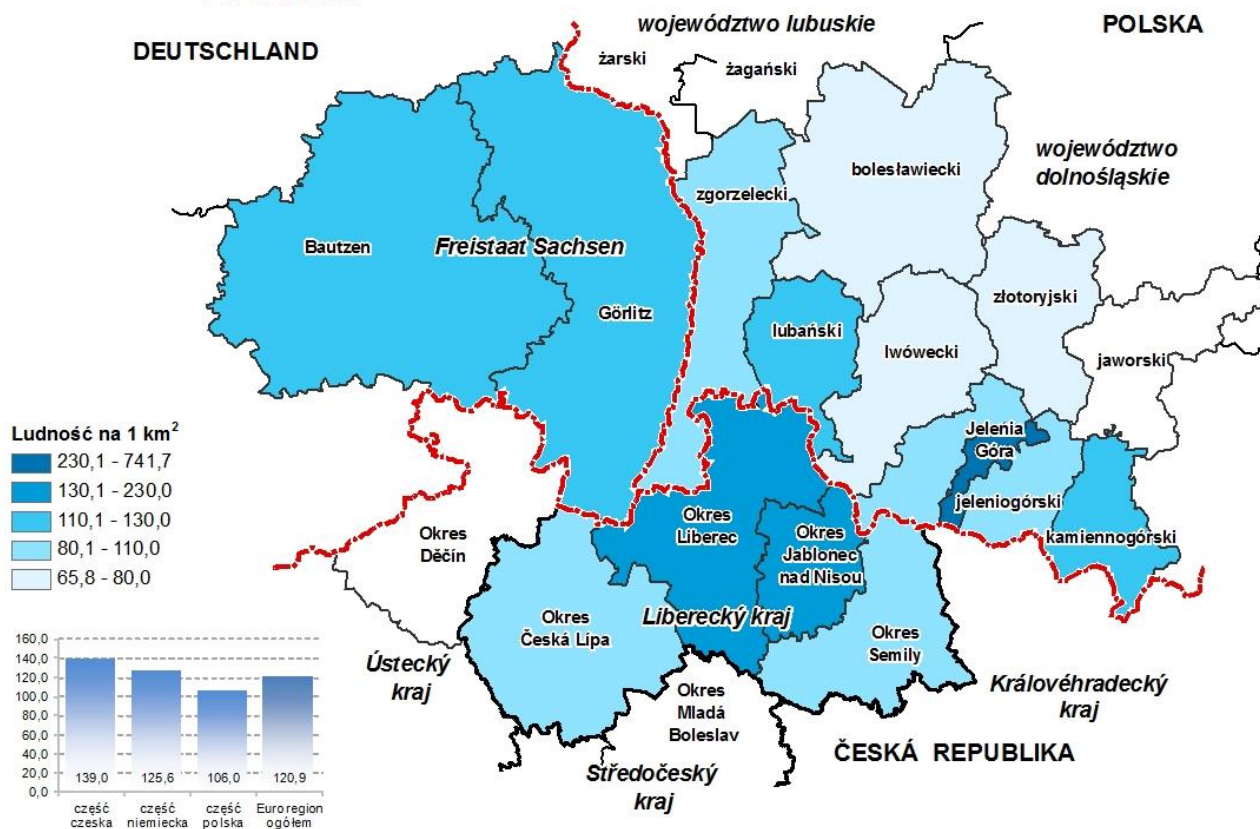 DEUTSCHLAND
województwo lubuskie
POLSKA
żarski
żagański
województwo
dolnośląskie
bolesławiecki
zgorzelecki
Bautzen
Freistaat Sachsen
Görlitz
lubański
lwówecki
złotoryjski
jaworski
Jelenia
Góra
jeleniogórski
kamiennogórski
Ludność na 1 km²
230,1 - 741,7
130,1 - 230,0
110,1 - 130,0
80,1 - 110,0
65,8 - 80,0
Okres
Děčín
Okres
Liberec
Okres
Jablonec
nad Nisou
Okres
Česká Lípa
Liberecký kraj
Okres
Semily
Ústecký
kraj
Okres
Mladá
Boleslav
Královéhradecký
kraj
Středočeský
kraj
ČESKÁ REPUBLIKA
160,0
140,0
120,0
100,0
80,0
60,0
40,0
20,0
0,0
139,0
125,6
106,0
120,9
część
czeska
część
niemiecka
część
polska
Euroregion
ogółem